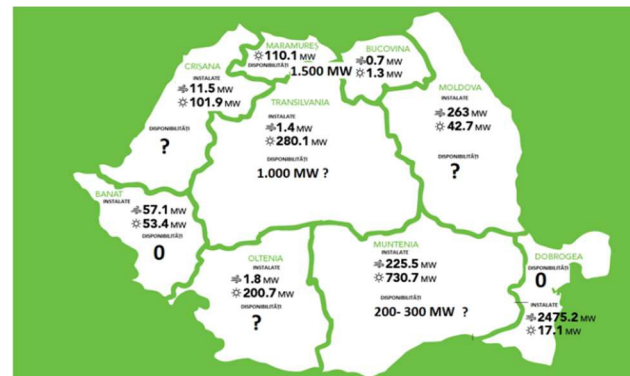 MARAMUREȘ
110.1 MW
DISPONIBILITĂȚI
1.500 MW
BUCOVINA
0.7 MW
1.3 MW
CRIȘANA
INSTALATE
11.5 MW
101.9 MW
DISPONIBILITĂȚI
?
TRANSILVANIA
INSTALATE
1.4 MW
280.1 MW
DISPONIBILITĂȚI
1.000 MW ?
MOLDOVA
INSTALATE
263 MW
42.7 MW
DISPONIBILITĂȚI
?
BANAT
INSTALATE
57.1 MW
53.4 MW
DISPONIBILITĂȚI
0
OLTENIA
INSTALATE
1.8 MW
200.7 MW
DISPONIBILITĂȚI
?
MUNTENIA
INSTALATE
225.5 MW
730.7 MW
DISPONIBILITĂȚI
200- 300 MW ?
DOBROGEA
DISPONIBILITĂȚI
0
INSTALATE
2475.2 MW
17.1 MW